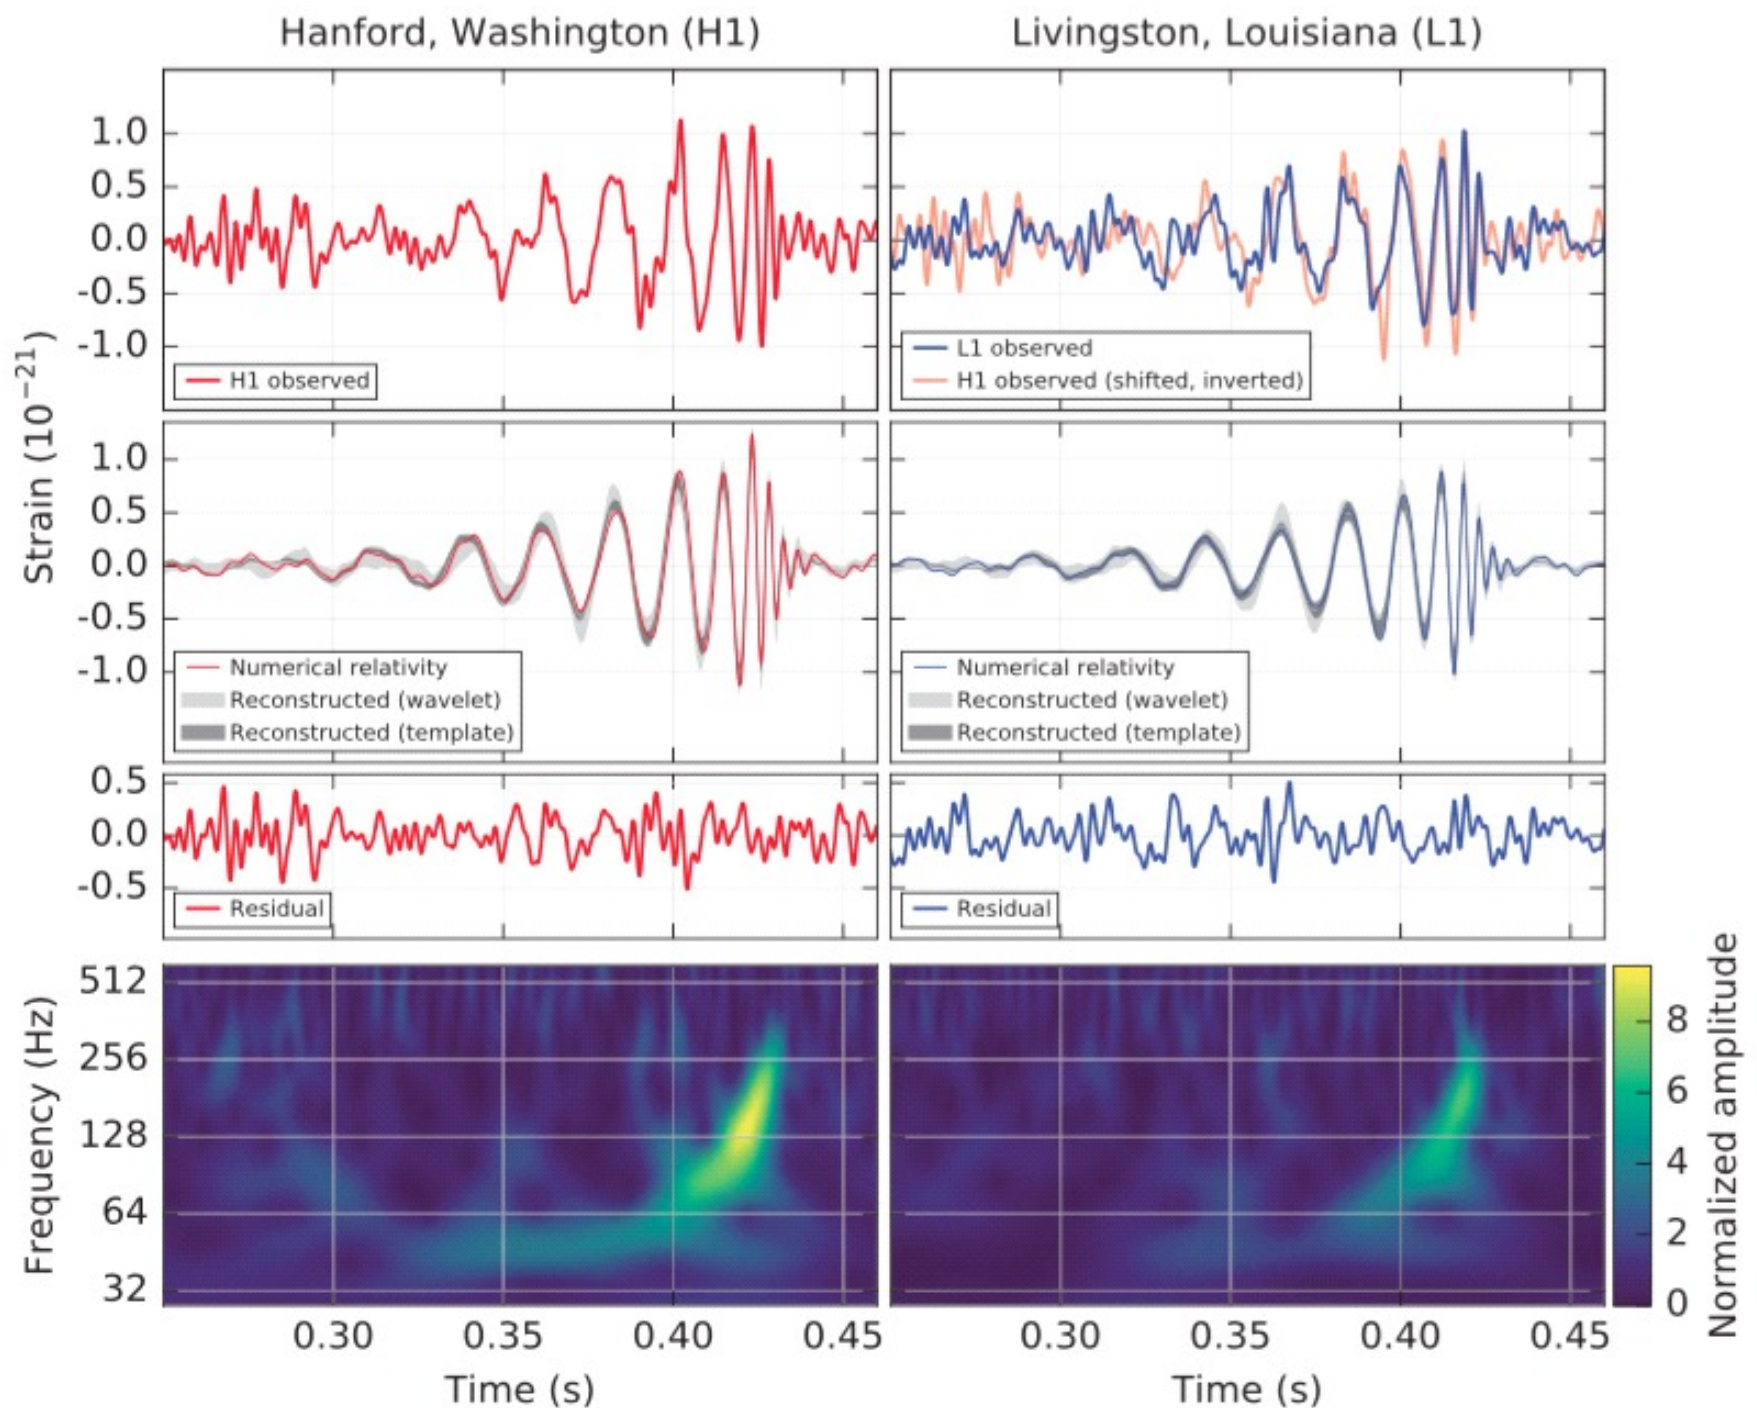 Hanford, Washington (H1)
Livingston, Louisiana (L1)
Strain (10⁻²¹)
1.0
0.5
0.0
-0.5
-1.0
H1 observed
L1 observed
H1 observed (shifted, inverted)
1.0
0.5
0.0
-0.5
-1.0
Numerical relativity
Reconstructed (wavelet)
Reconstructed (template)
Numerical relativity
Reconstructed (wavelet)
Reconstructed (template)
0.5
0.0
-0.5
Residual
Residual
Frequency (Hz)
512
256
128
64
32
Normalized amplitude
8
6
4
2
0
0.30 0.35 0.40 0.45
0.30 0.35 0.40 0.45
Time (s)
Time (s)